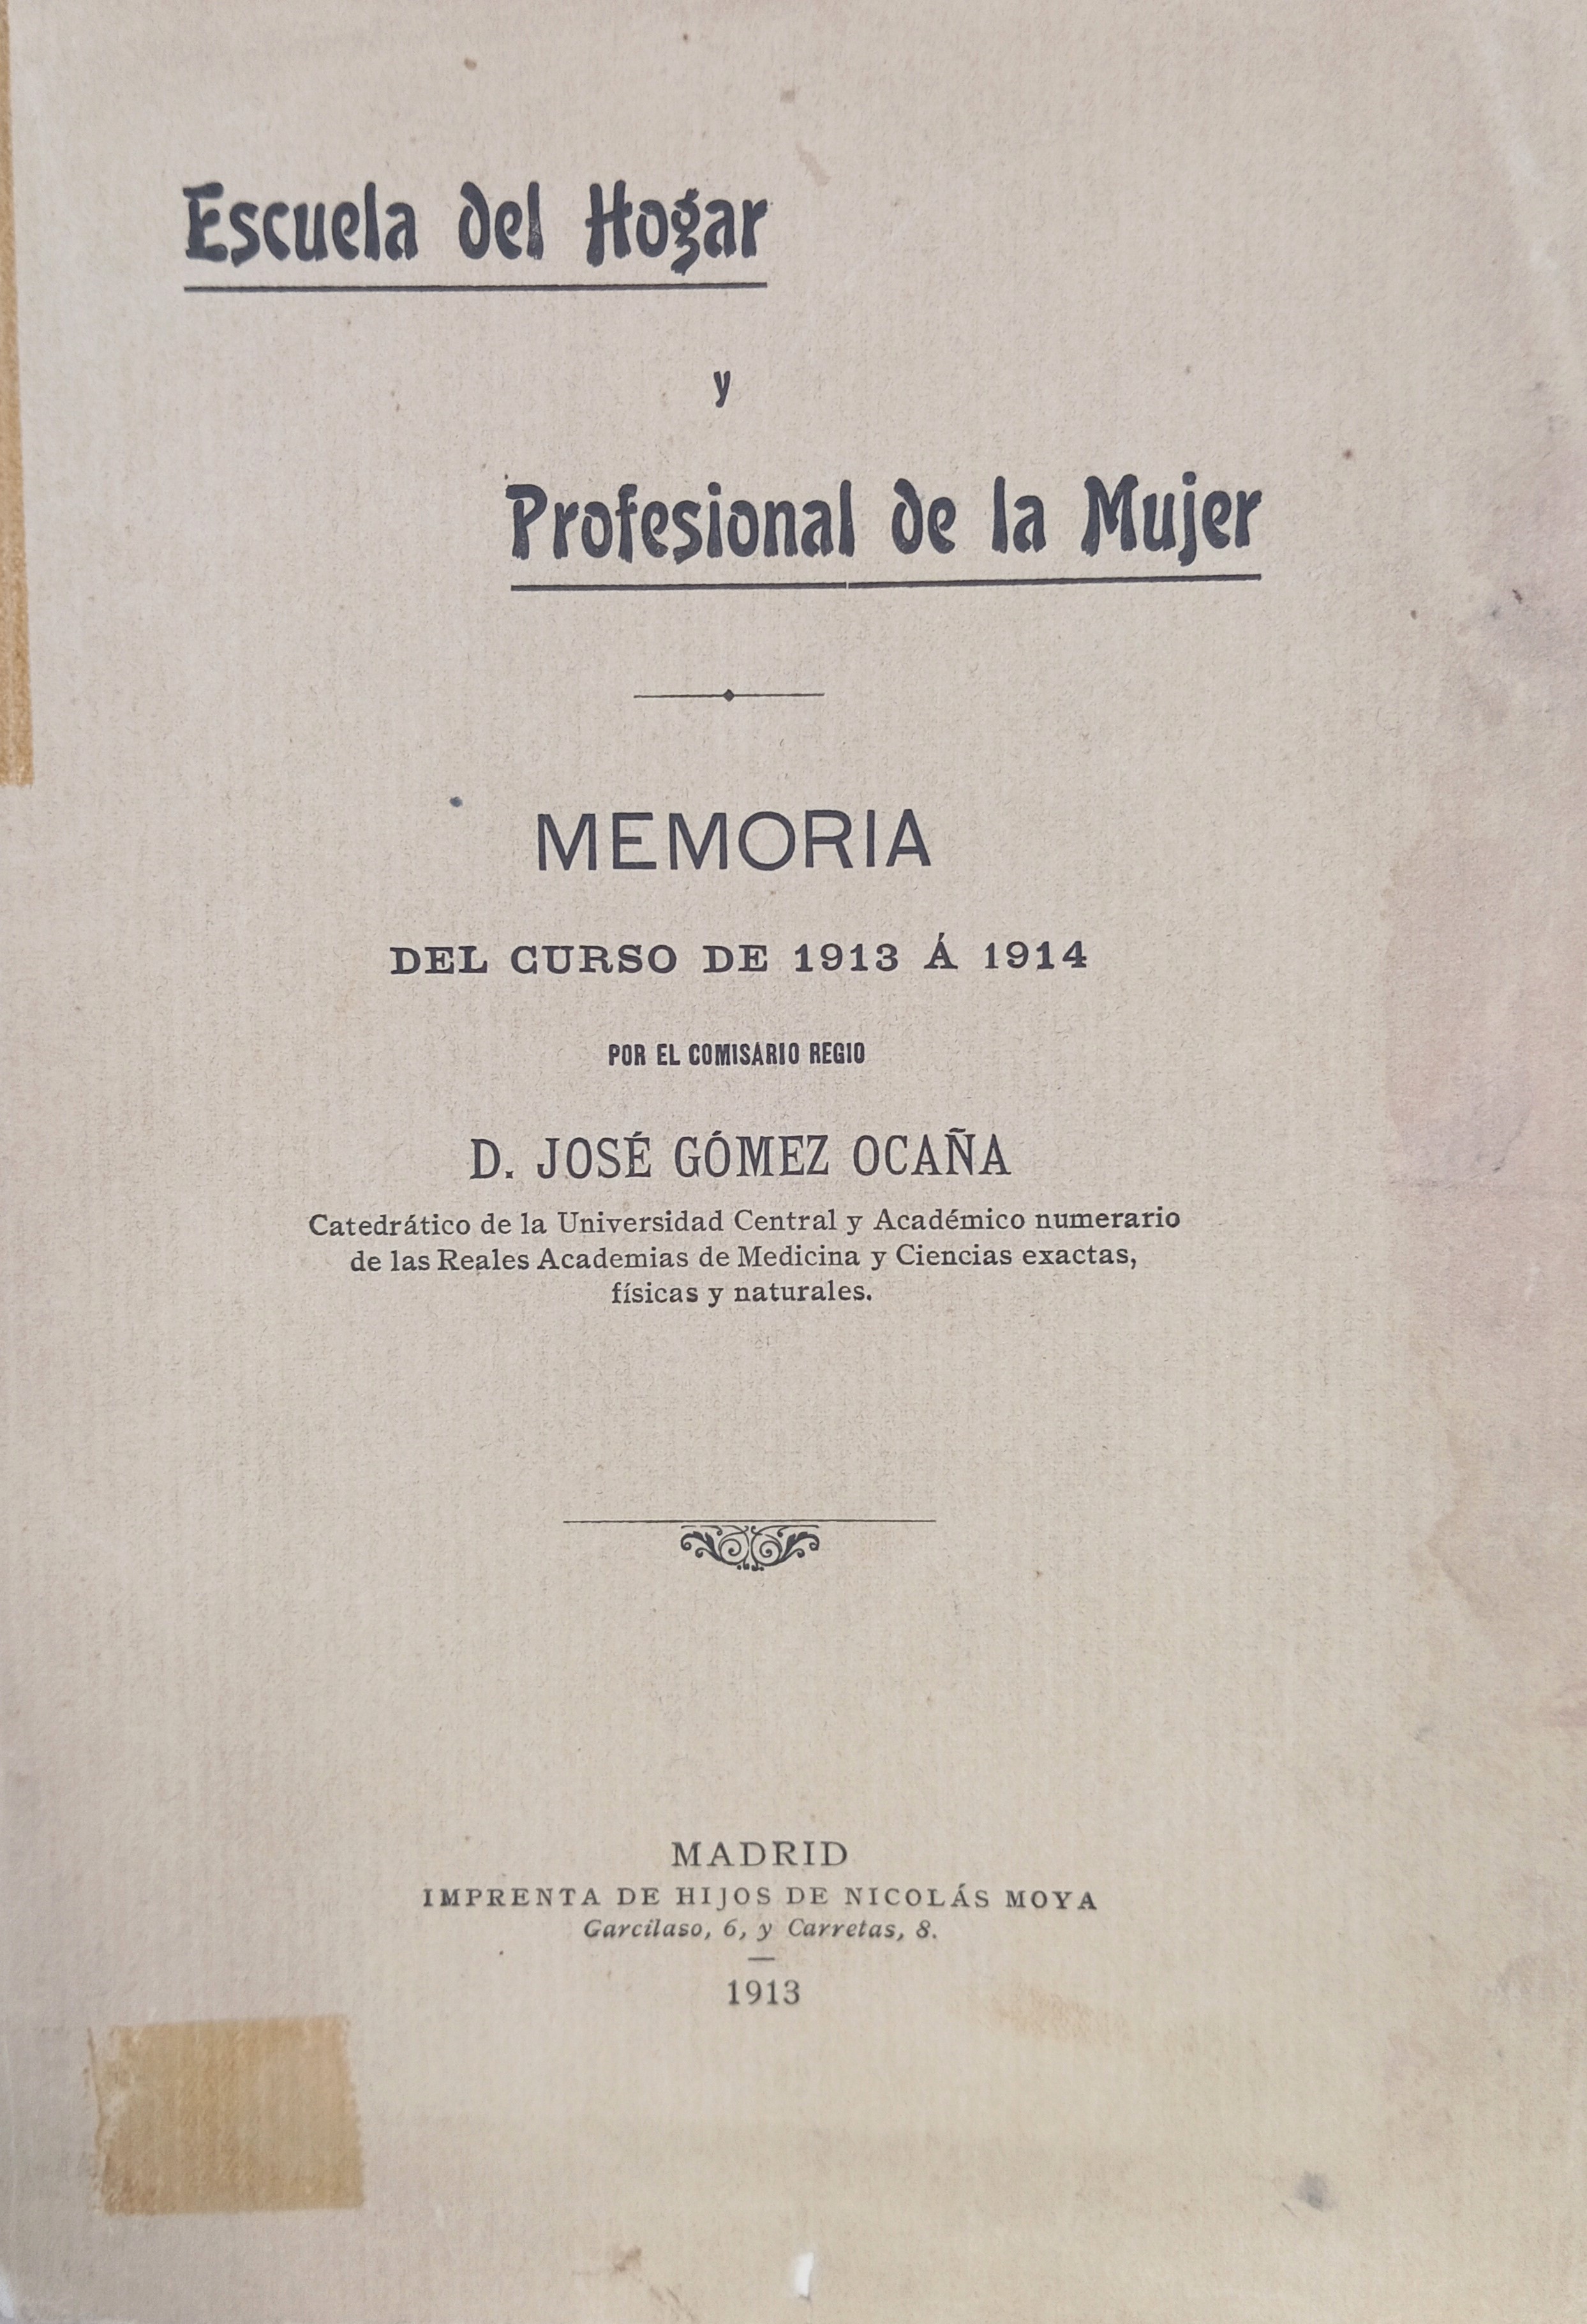 Escuela del Hogar
y
Profesional de la Mujer
MEMORIA
DEL CURSO DE 1913 Á 1914
POR EL COMISARIO REGIO
D. JOSÉ GÓMEZ OCAÑA
Catedrático de la Universidad Central y Académico numerario
de las Reales Academias de Medicina y Ciencias exactas,
físicas y naturales.
MADRID
IMPRENTA DE HIJOS DE NICOLÁS MOYA
Garcilaso, 6, y Carretas, 8.
1913